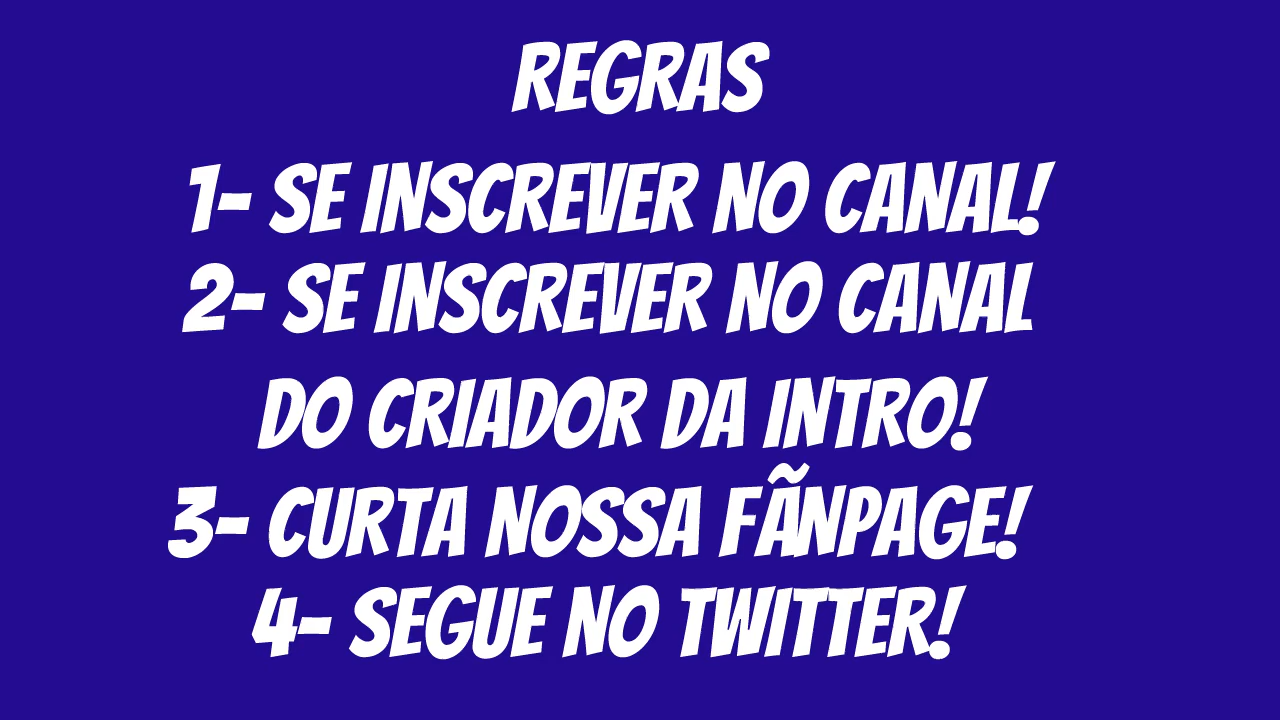 REGRAS
1- SE INSCREVER NO CANAL!
2- SE INSCREVER NO CANAL
DO CRIADOR DA INTRO!
3- CURTA NOSSA FÃNPAGE!
4- SEGUE NO TWITTER!